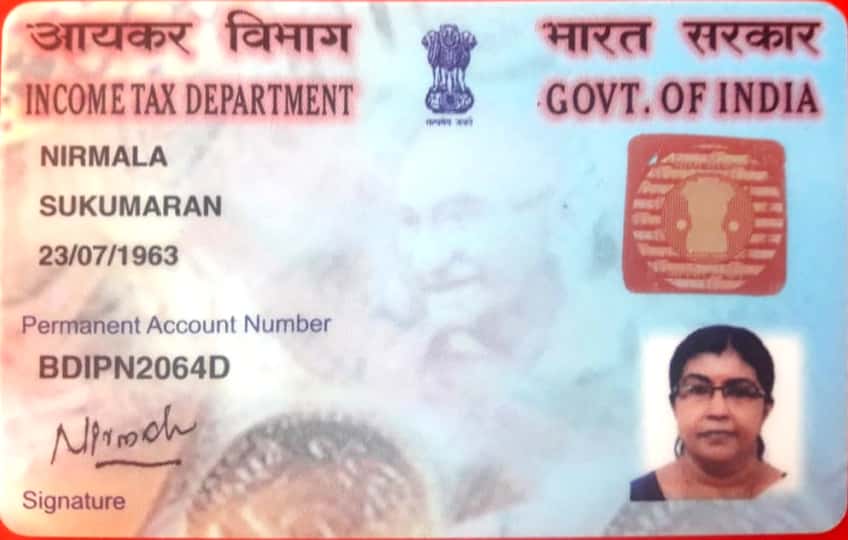 आयकर विभाग
INCOME TAX DEPARTMENT
भारत सरकार
GOVT. OF INDIA
सत्यमेव जयते
NIRMALA
SUKUMARAN
23/07/1963
Permanent Account Number
BDIPN2064D
Nirmala
Signature